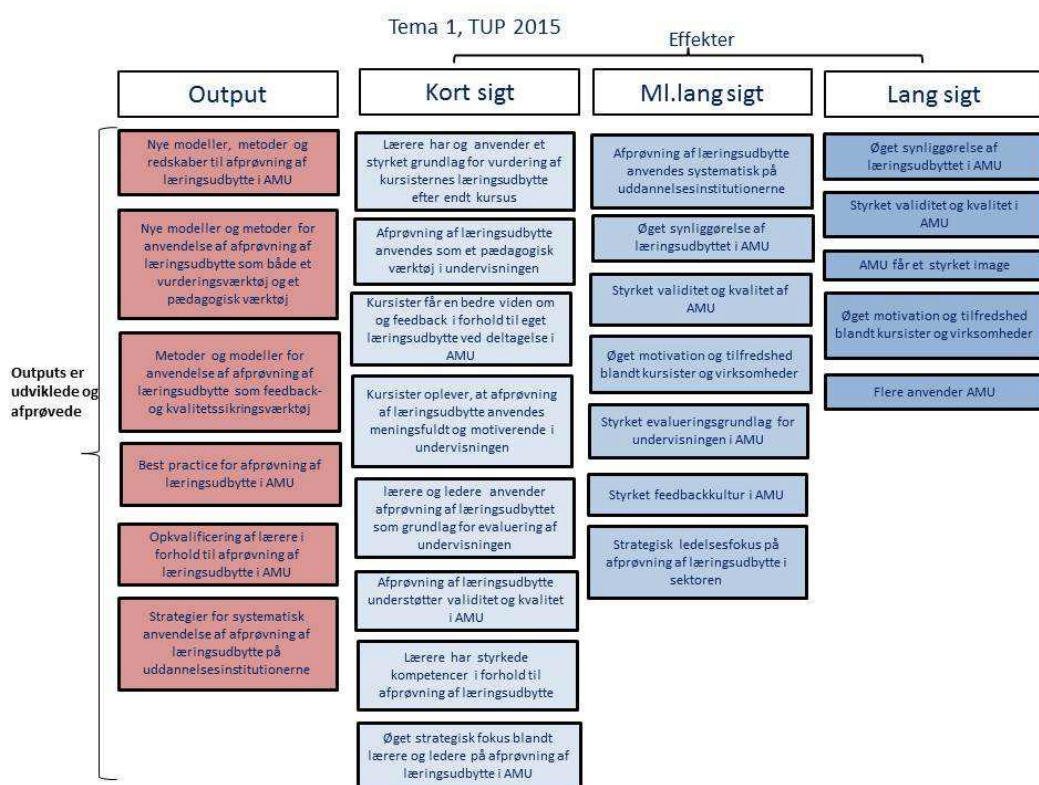 Tema 1, TUP 2015
Effekter
Output
Kort sigt
Ml.lang sigt
Lang sigt
Outputs er
udviklede og
afprøvede
Nye modeller, metoder og
redskaber til afprøvning af
læringsudbytte i AMU
Nye modeller og metoder for
anvendelse af afprøvning af
læringsudbytte som både et
vurderingsværktøj og et
pædagogisk værktøj
Metoder og modeller for
anvendelse af afprøvning af
læringsudbytte som feedback-
og kvalitetssikringsværktøj
Best practice for afprøvning af
læringsudbytte i AMU
Opkvalificering af lærere i
forhold til afprøvning af
læringsudbytte i AMU
Strategier for systematisk
anvendelse af afprøvning af
læringsudbytte på
uddannelsesinstitutionerne
Lærere har og anvender et
styrket grundlag for vurdering af
kursisternes læringsudbytte
efter endt kursus
Afprøvning af læringsudbytte
anvendes som et pædagogisk
værktøj i undervisningen
Kursister får en bedre viden om
og feedback i forhold til eget
læringsudbytte ved deltagelse i
AMU
Kursister oplever, at afprøvning
af læringsudbytte anvendes
meningsfuldt og motiverende i
undervisningen
lærere og ledere anvender
afprøvning af læringsudbyttet
som grundlag for evaluering af
undervisningen
Afprøvning af læringsudbytte
understøtter validitet og kvalitet
i AMU
Lærere har styrkede
kompetencer i forhold til
afprøvning af læringsudbytte
Øget strategisk fokus blandt
lærere og ledere på afprøvning af
læringsudbytte i AMU
Afprøvning af læringsudbytte
anvendes systematisk på
uddannelsesinstitutionerne
Øget synliggørelse af
læringsudbyttet i AMU
Styrket validitet og kvalitet af
AMU
Øget motivation og tilfredshed
blandt kursister og virksomheder
Styrket evalueringsgrundlag for
undervisningen i AMU
Styrket feedbackkultur i AMU
Strategisk ledelsesfokus på
afprøvning af læringsudbytte i
sektoren
Øget synliggørelse af
læringsudbyttet i AMU
Styrket validitet og kvalitet i
AMU
AMU får et styrket image
Øget motivation og tilfredshed
blandt kursister og virksomheder
Flere anvender AMU